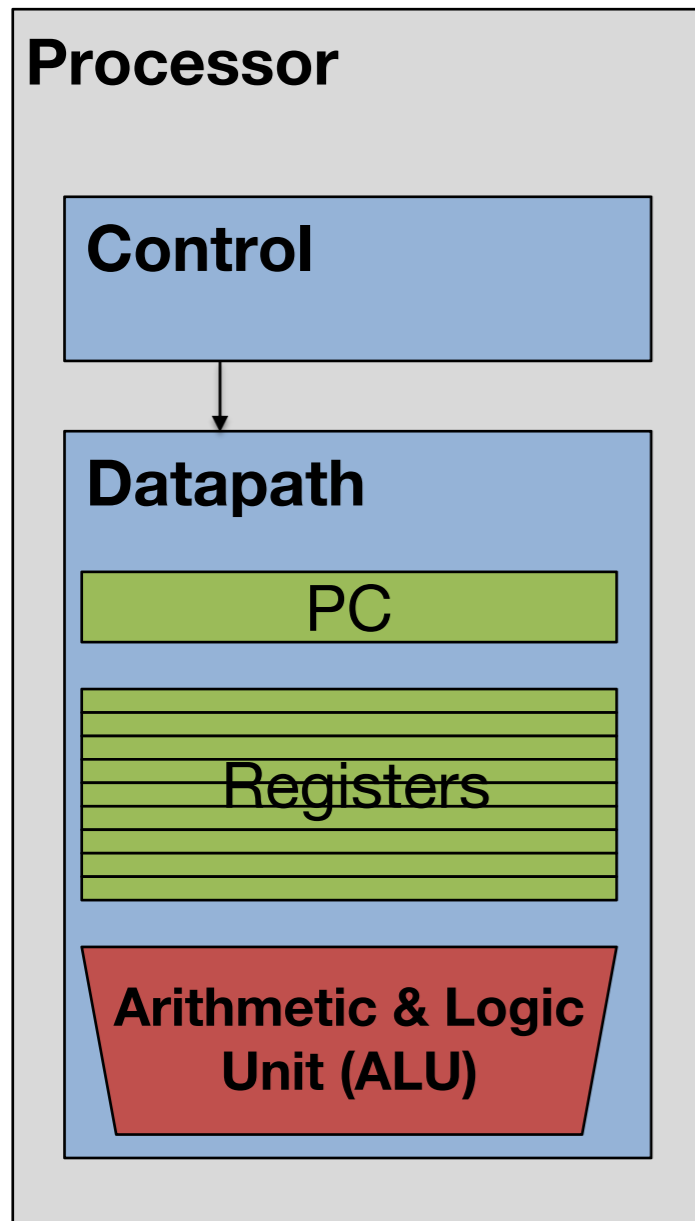 Processor
Control
Datapath
PC
Registers
Arithmetic & Logic
Unit (ALU)